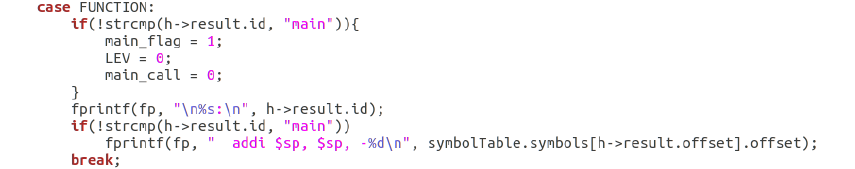 case FUNCTION:
    if(!strcmp(h->result.id, "main")){
        main_flag = 1;
        LEV = 0;
        main_call = 0;
    }
    fprintf(fp, "\n%s:\n", h->result.id);
    if(!strcmp(h->result.id, "main"))
        fprintf(fp, "  addi $sp, $sp, -%d\n", symbolTable.symbols[h->result.offset].offset);
    break;